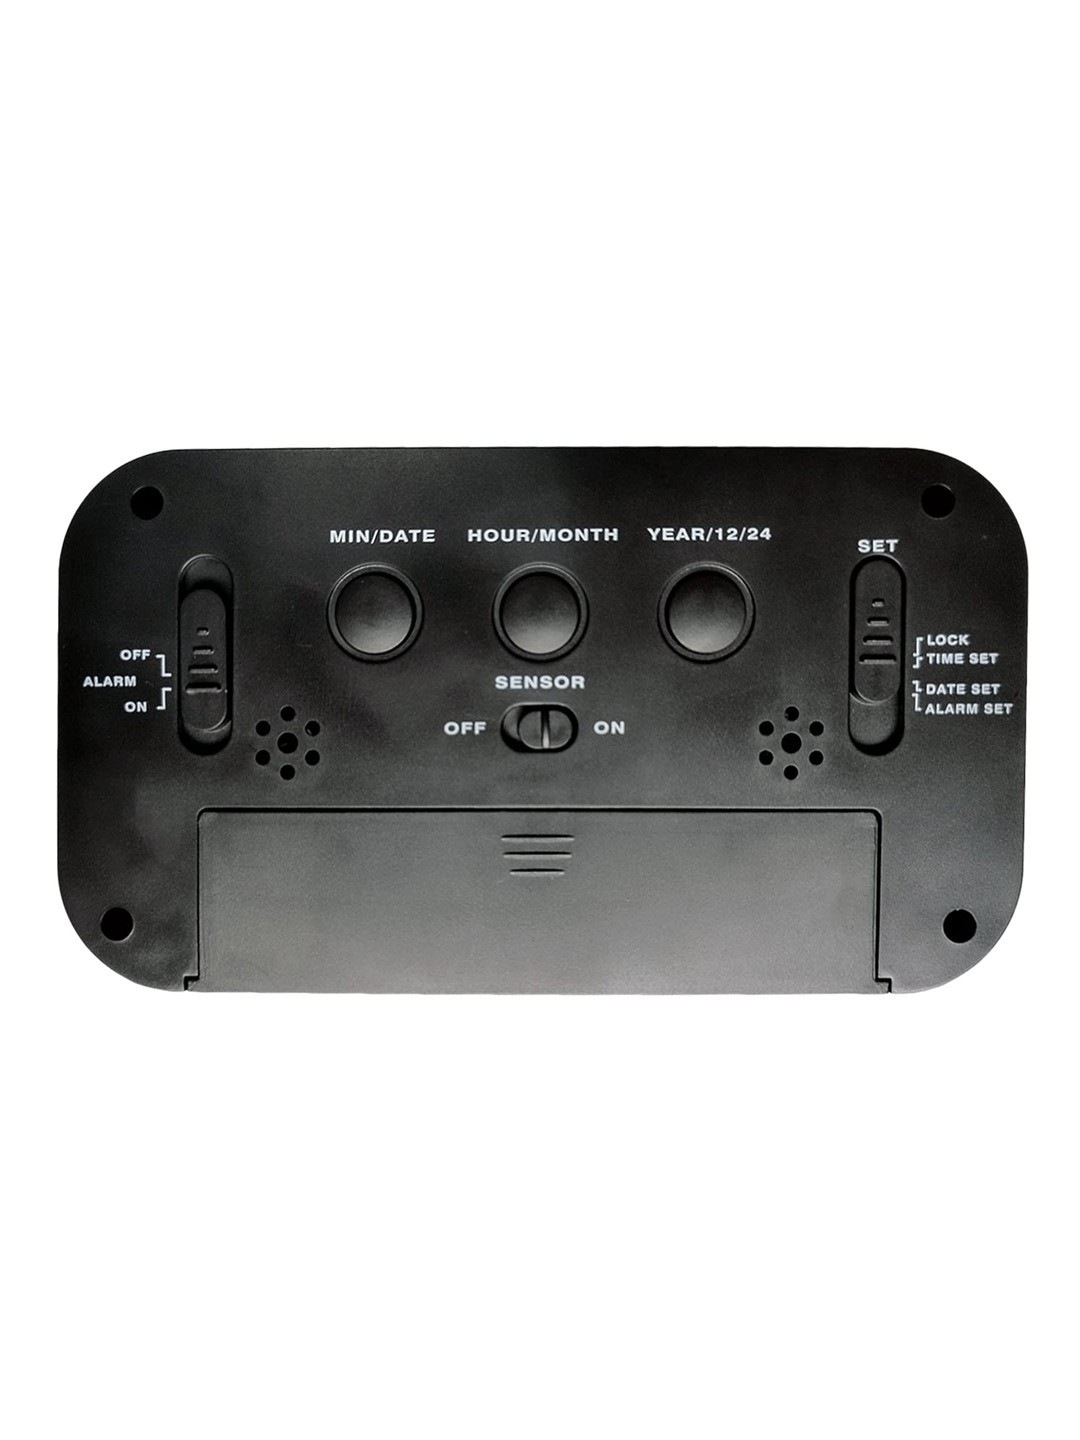 MIN/DATE
HOUR/MONTH
YEAR/12/24
SET
OFF
ALARM
ON
SENSOR
OFF
ON
LOCK
TIME SET
DATE SET
ALARM SET